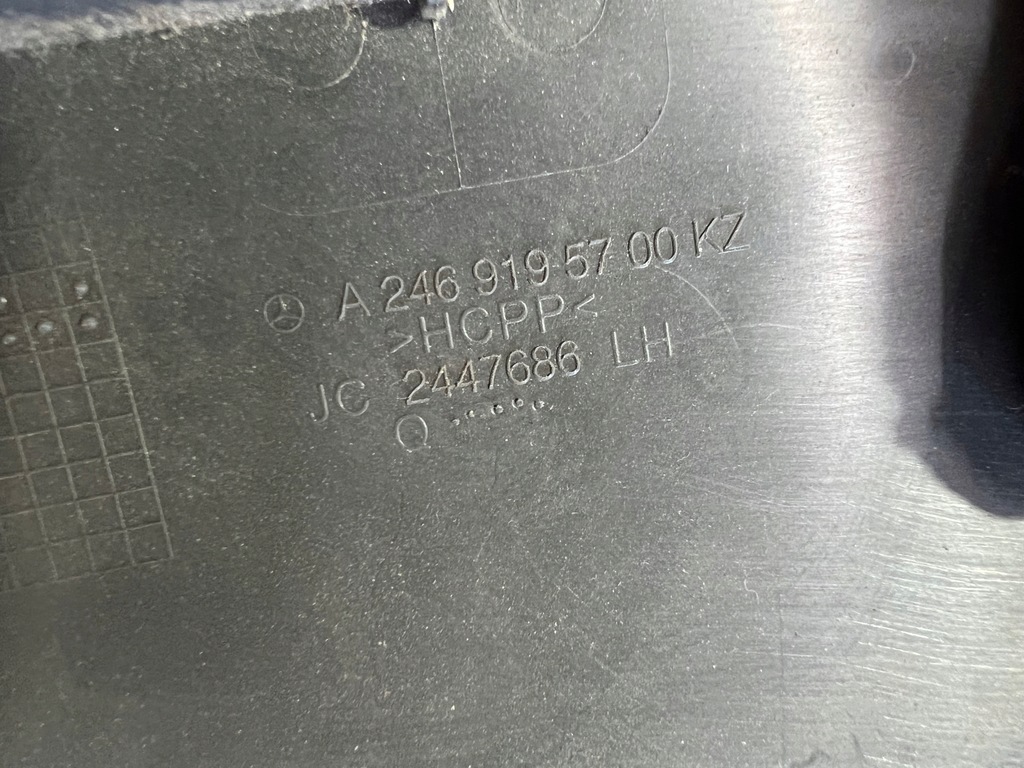 A 246 919 57 00 KZ
>HCPP<
JC 2447686 LH
Q